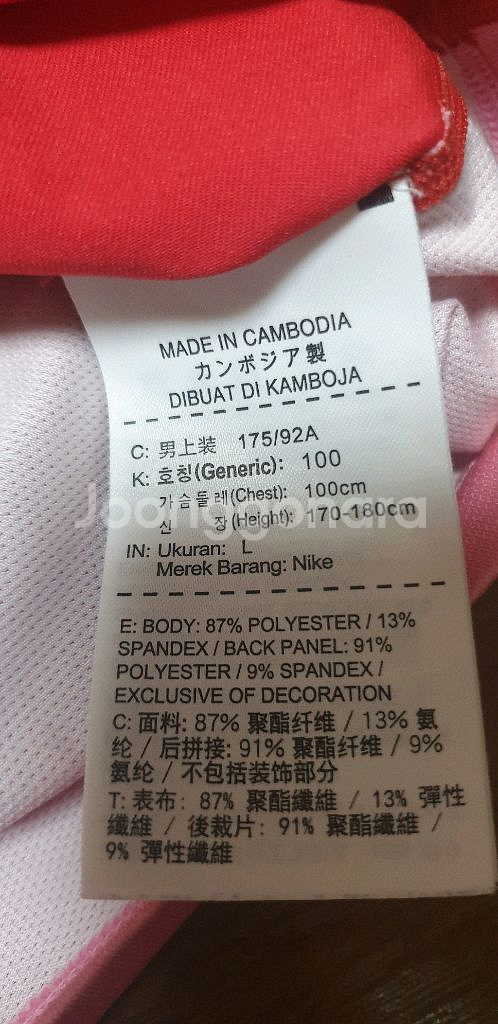 MADE IN CAMBODIA
カンボジア製
DIBUAT DI KAMBOJA
C: 男上装 175/92A
K: 호칭(Generic): 100
가슴둘레(Chest): 100cm
신 장(Height): 170-180cm
Joonggonara
IN: Ukuran: L
Merek Barang: Nike
E: BODY: 87% POLYESTER / 13%
SPANDEX / BACK PANEL: 91%
POLYESTER / 9% SPANDEX /
EXCLUSIVE OF DECORATION
C: 面料: 87% 聚酯纤维 / 13% 氨
纶 / 后拼接: 91% 聚酯纤维 / 9%
氨纶 / 不包括装饰部分
T: 表布: 87% 聚酯纖維 / 13% 彈性
纖維 / 後裁片: 91% 聚酯纖維 /
9% 彈性纖維